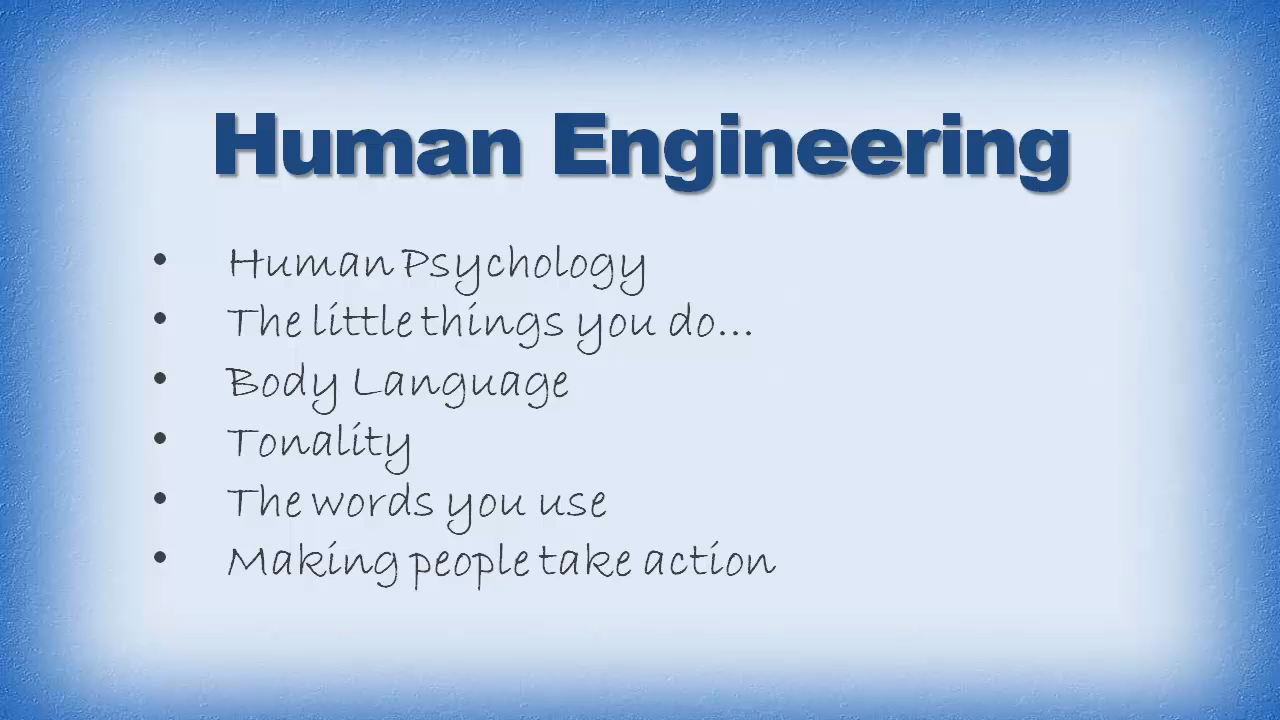 Human Engineering
• Human Psychology
• The little things you do...
• Body Language
• Tonality
• The words you use
• Making people take action